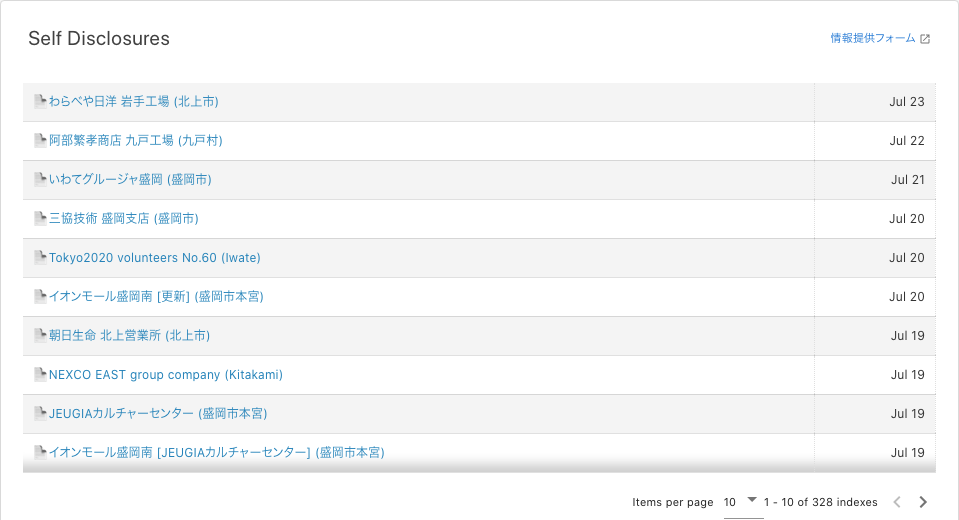 Self Disclosures
情報提供フォーム
わらべや日洋 岩手工場 (北上市) Jul 23
阿部繁孝商店 九戸工場 (九戸村) Jul 22
いわてグルージャ盛岡 (盛岡市) Jul 21
三協技術 盛岡支店 (盛岡市) Jul 20
Tokyo2020 volunteers No.60 (Iwate) Jul 20
イオンモール盛岡南 [更新] (盛岡市本宮) Jul 20
朝日生命 北上営業所 (北上市) Jul 19
NEXCO EAST group company (Kitakami) Jul 19
JEUGIAカルチャーセンター (盛岡市本宮) Jul 19
イオンモール盛岡南 [JEUGIAカルチャーセンター] (盛岡市本宮) Jul 19
Items per page 10 1 - 10 of 328 indexes